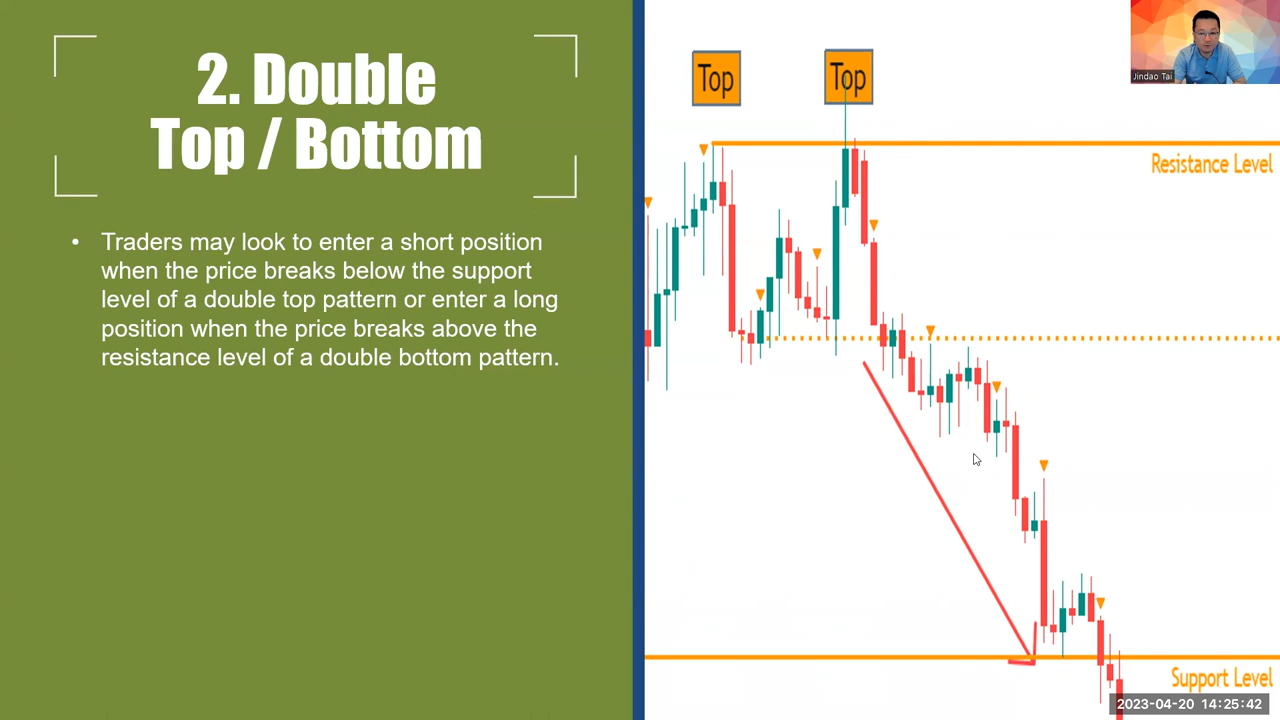 2. Double
Top / Bottom
• Traders may look to enter a short position
when the price breaks below the support
level of a double top pattern or enter a long
position when the price breaks above the
resistance level of a double bottom pattern.
Top
Top
Jindao Tai
Resistance Level
Support Level
2023-04-20 14:25:42